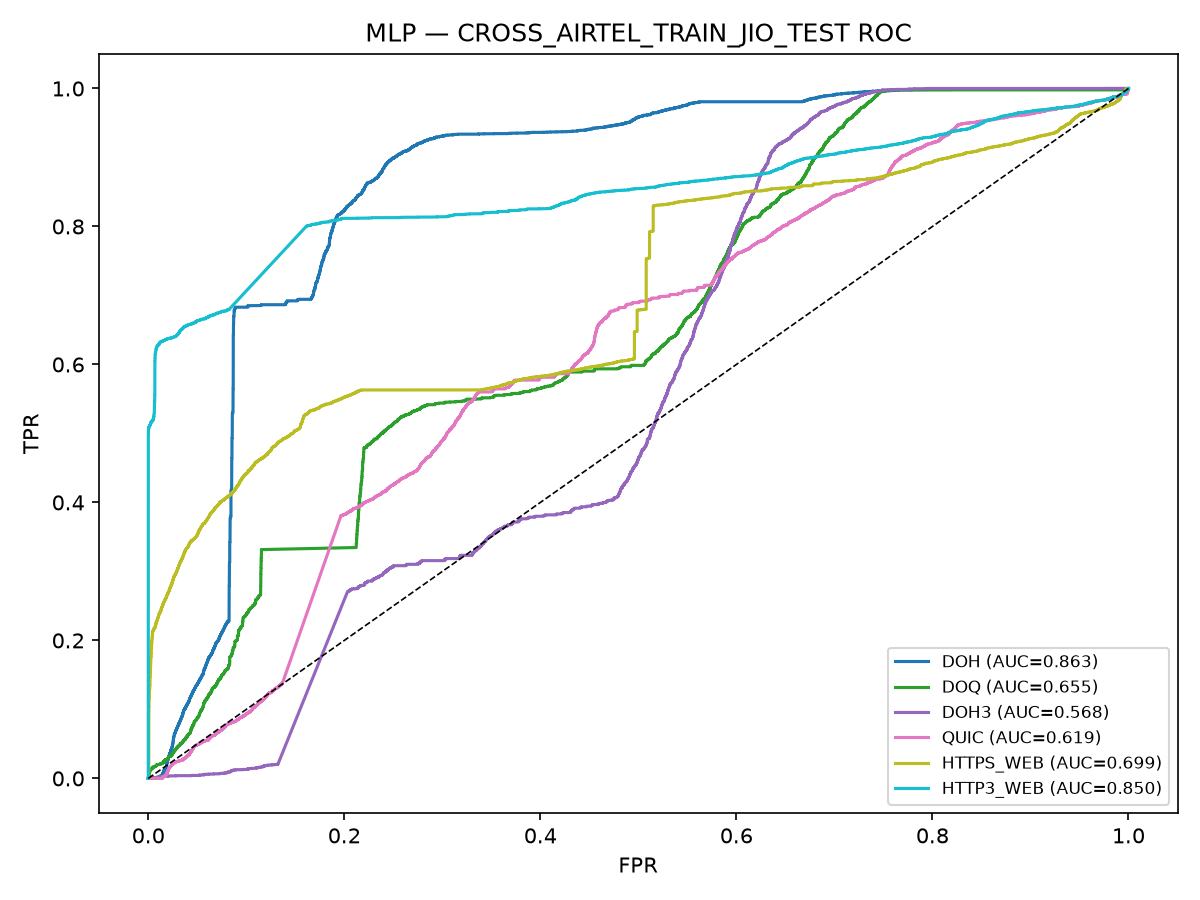 MLP — CROSS_AIRTEL_TRAIN_JIO_TEST ROC
TPR
1.0
0.8
0.6
0.4
0.2
0.0
0.0 0.2 0.4 0.6 0.8 1.0
FPR
DOH (AUC=0.863)
DOQ (AUC=0.655)
DOH3 (AUC=0.568)
QUIC (AUC=0.619)
HTTPS_WEB (AUC=0.699)
HTTP3_WEB (AUC=0.850)